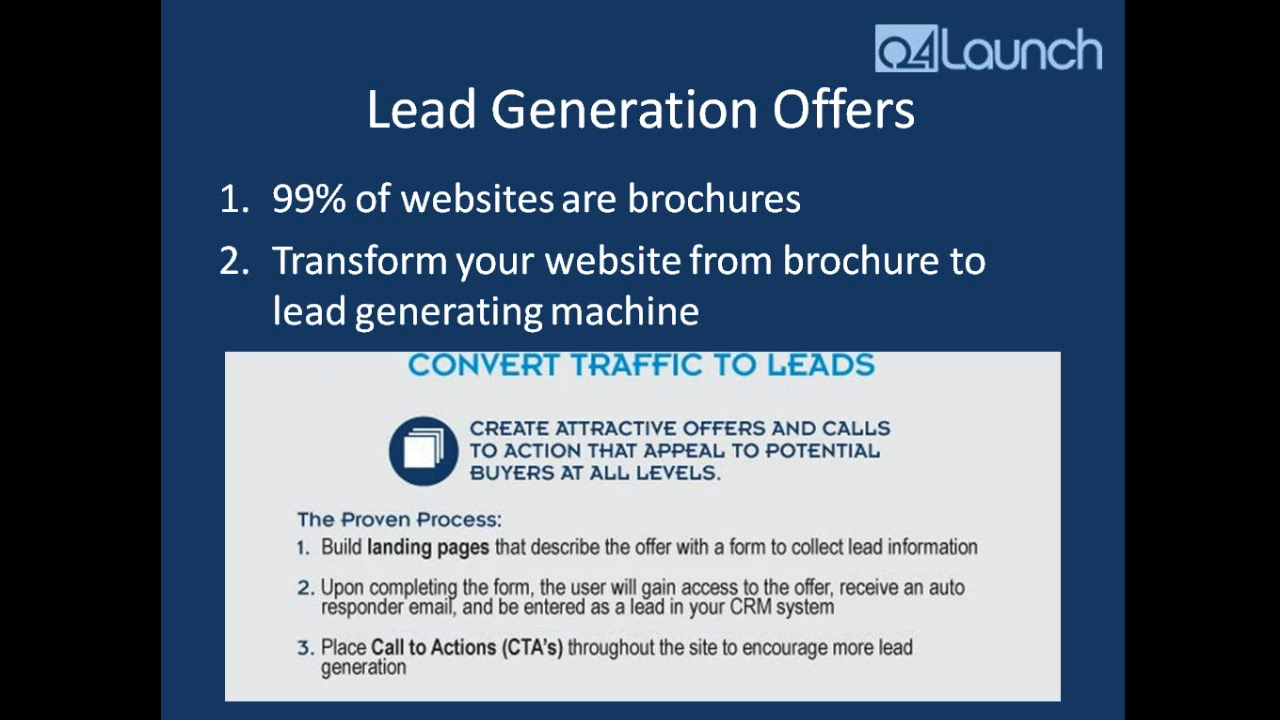 Q4Launch
Lead Generation Offers
1. 99% of websites are brochures
2. Transform your website from brochure to
lead generating machine
CONVERT TRAFFIC TO LEADS
CREATE ATTRACTIVE OFFERS AND CALLS
TO ACTION THAT APPEAL TO POTENTIAL
BUYERS AT ALL LEVELS.
The Proven Process:
1. Build landing pages that describe the offer with a form to collect lead information
2. Upon completing the form, the user will gain access to the offer, receive an auto
responder email, and be entered as a lead in your CRM system
3. Place Call to Actions (CTA's) throughout the site to encourage more lead
generation